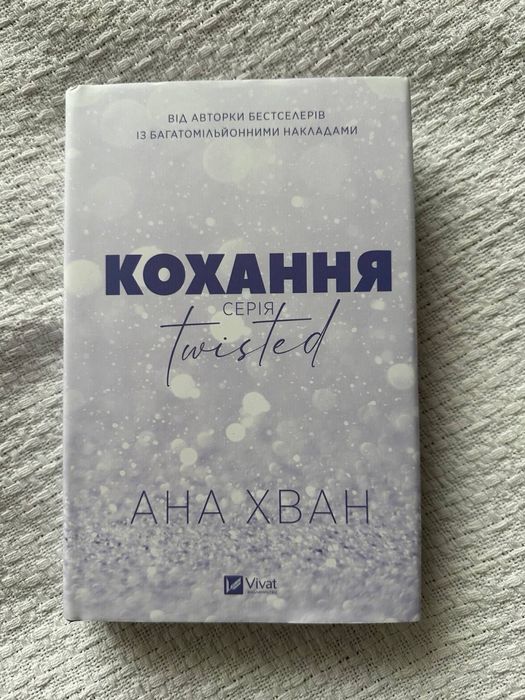 ВІД АВТОРКИ БЕСТСЕЛЕРІВ
ІЗ БАГАТОМІЛЬЙОННИМИ НАКЛАДАМИ
КОХАННЯ
СЕРІЯ
twisted
АНА ХВАН
Vivat